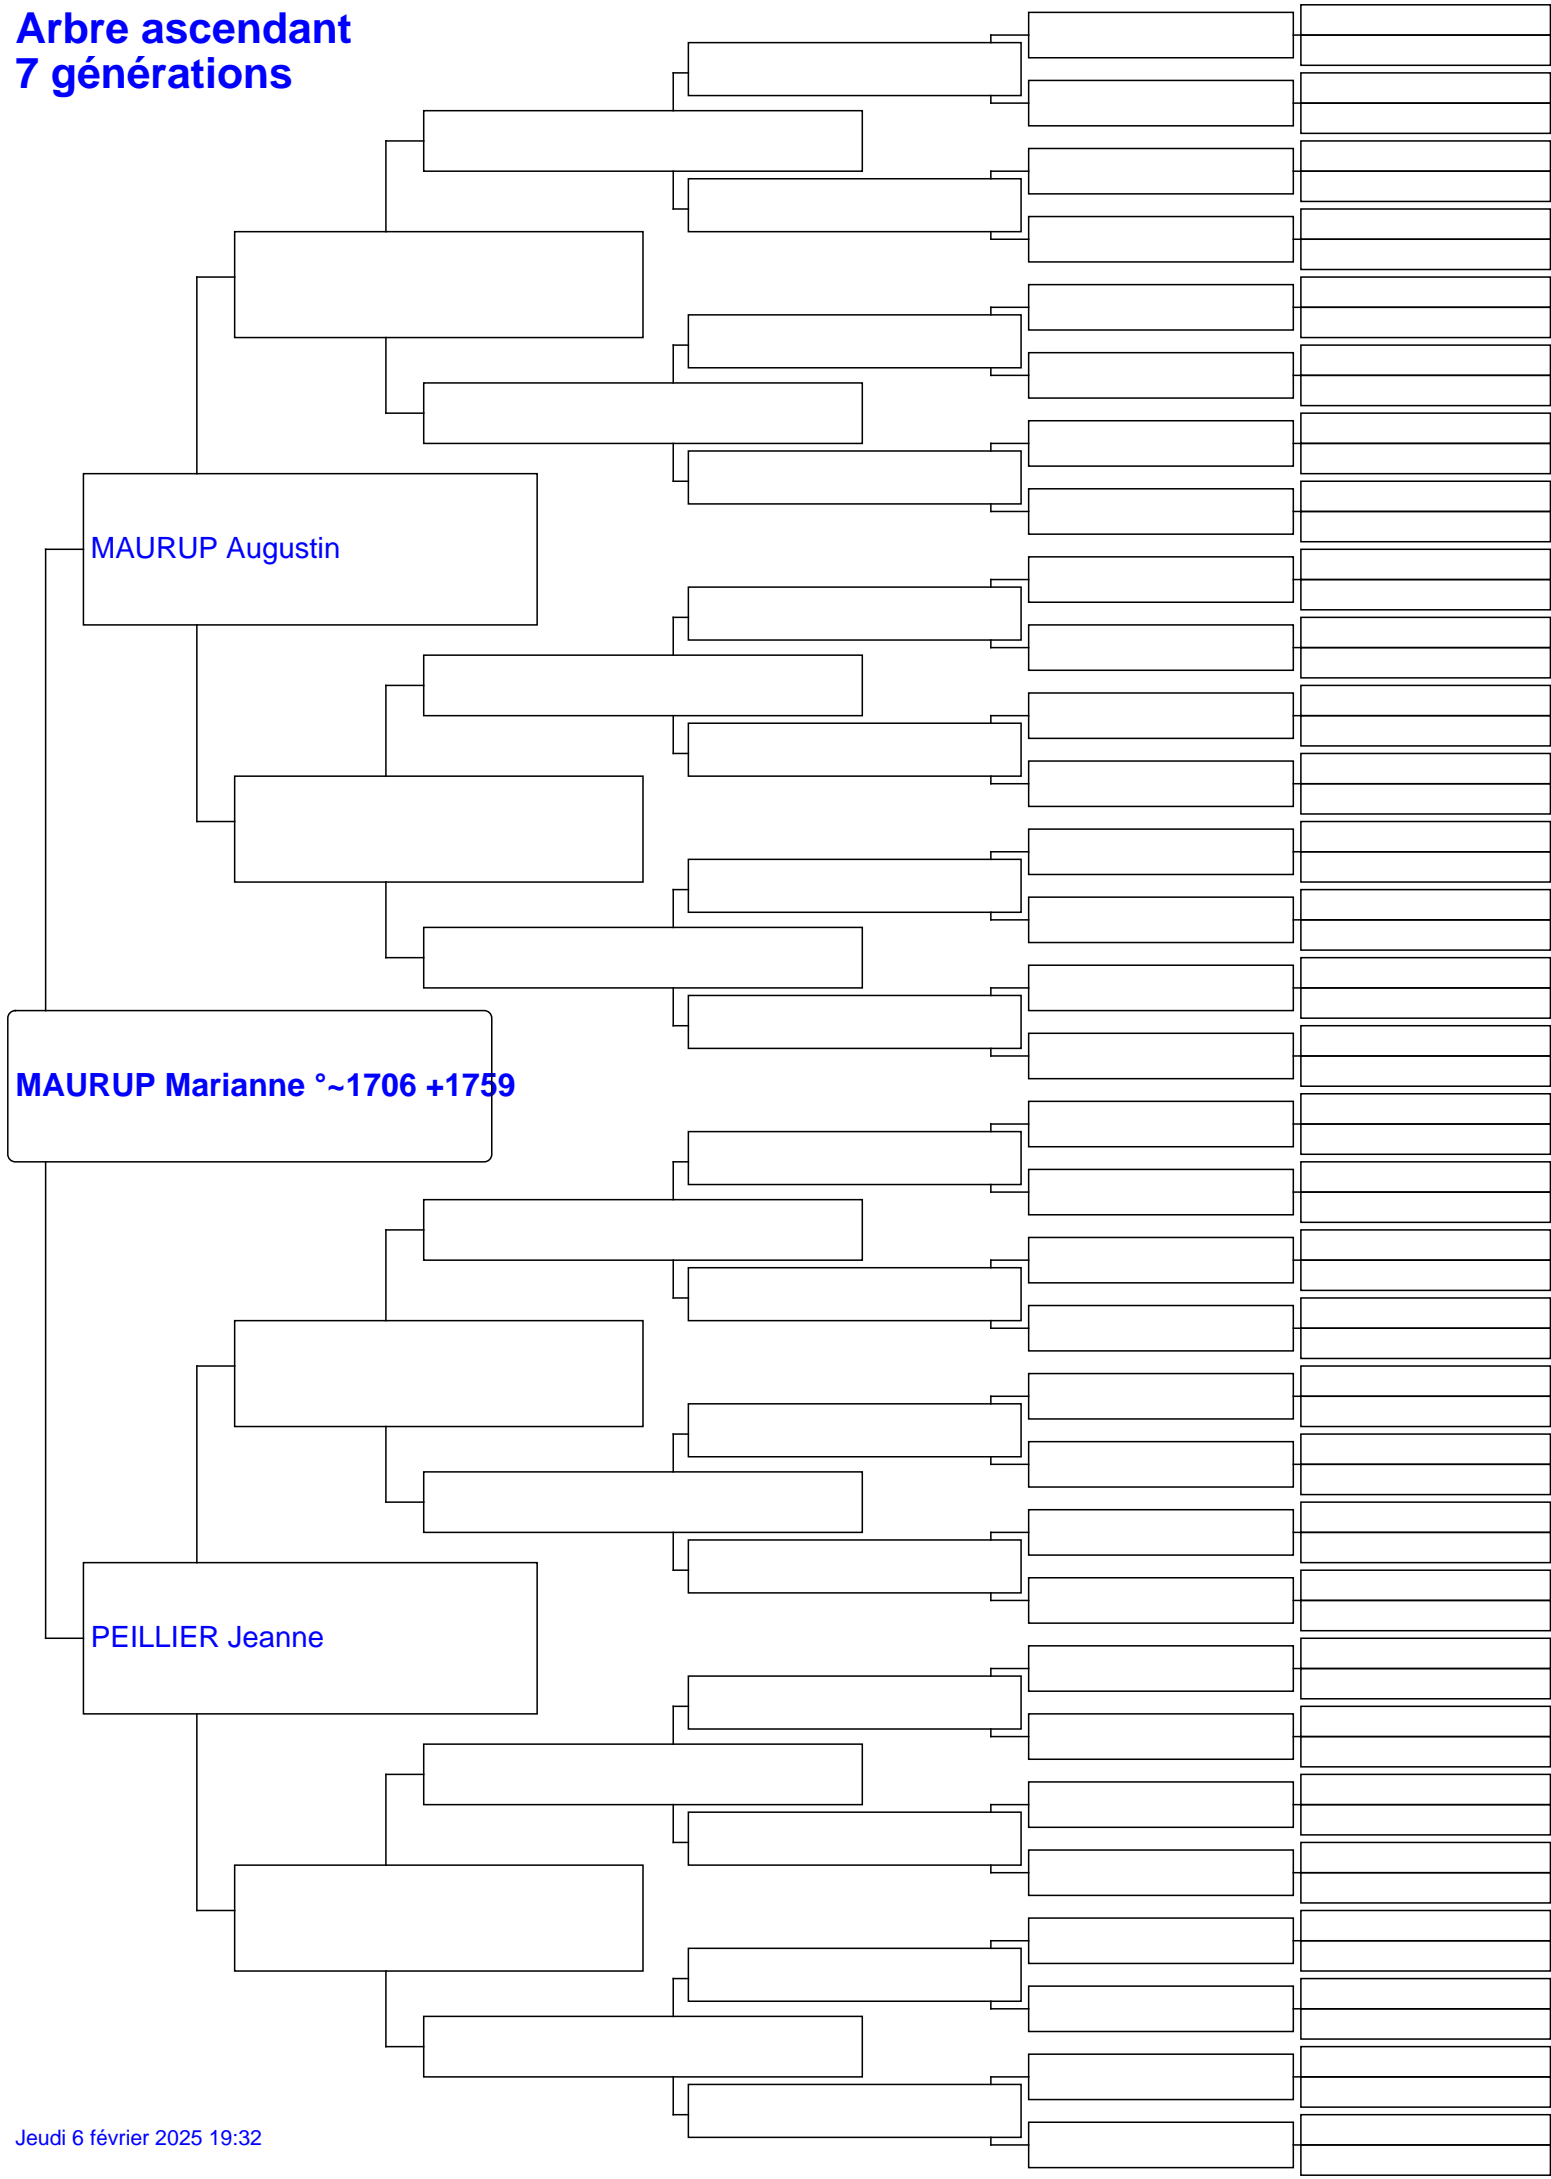 Arbre ascendant
7 générations
MAURUP Augustin
MAURUP Marianne °~1706 +1759
PEILLIER Jeanne
Jeudi 6 février 2025 19:32